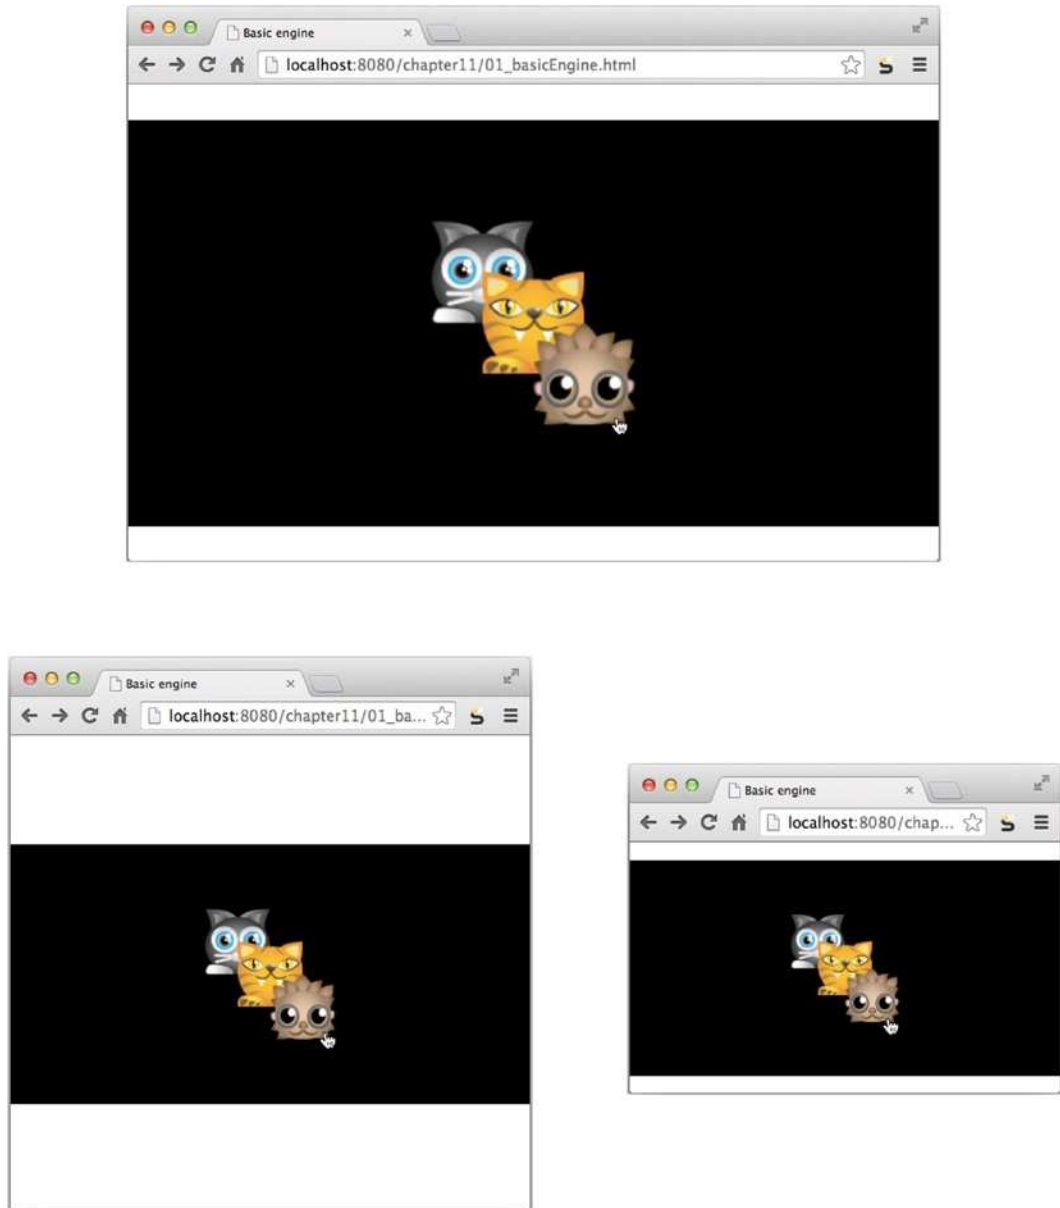 Basic engine
localhost:8080/chapter11/01_basicEngine.html
Basic engine
localhost:8080/chapter11/01_ba...
Basic engine
localhost:8080/chap...